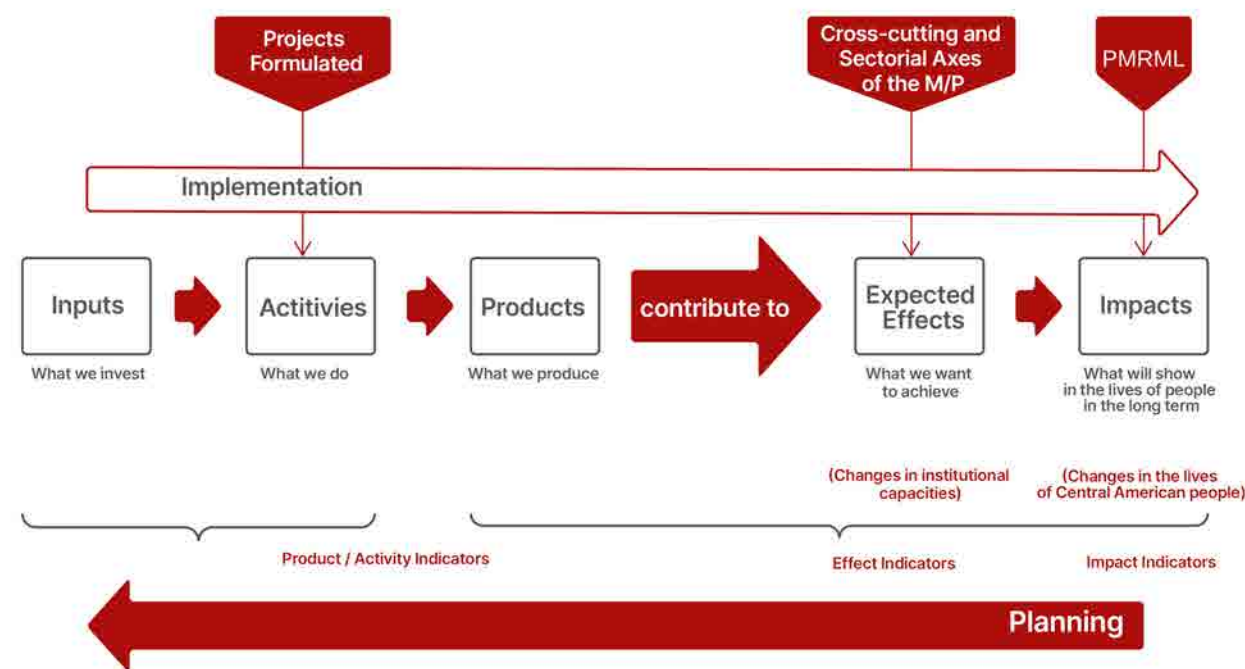 Projects
Formulated
Cross-cutting and
Sectorial Axes
of the M/P
PMRML
Implementation
Inputs
Actitivies
Products
contribute to
Expected
Effects
Impacts
What we invest
What we do
What we produce
What we want
to achieve
What will show
in the lives of people
in the long term
(Changes in institutional
capacities)
(Changes in the lives
of Central American people)
Product / Activity Indicators
Effect Indicators
Impact Indicators
Planning